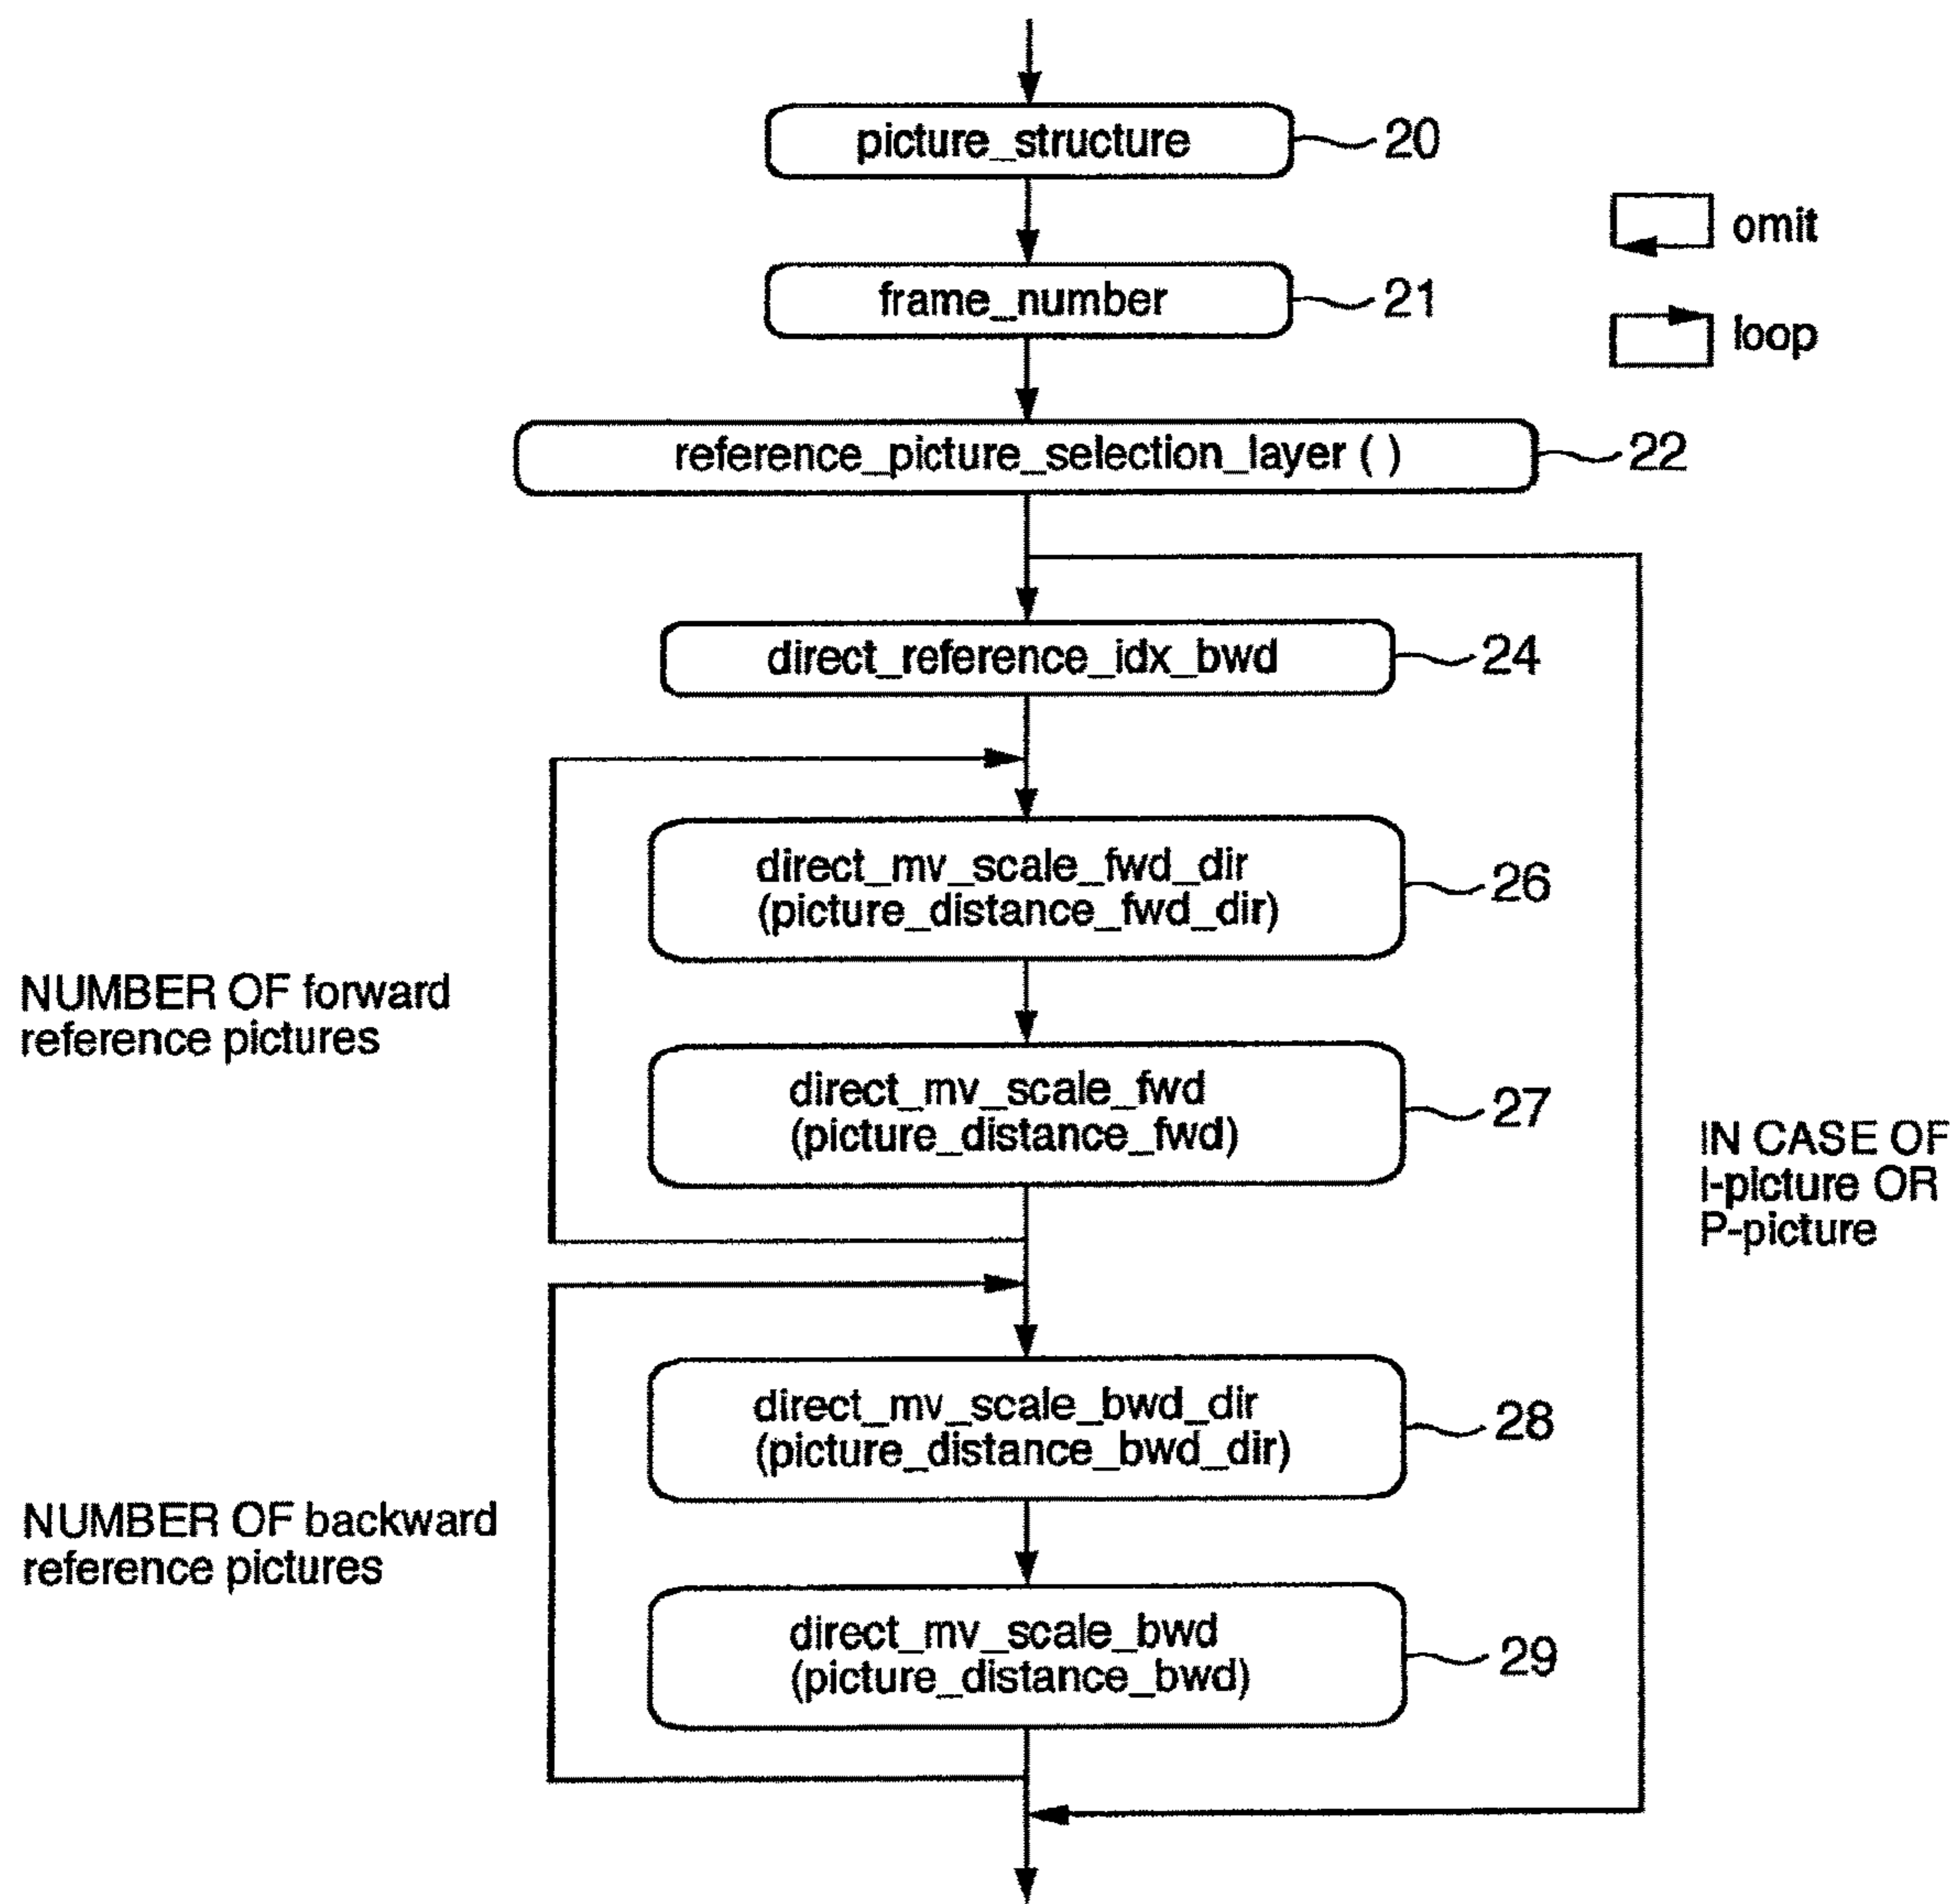 picture_structure
20
omit
frame_number
21
loop
reference_picture_selection_layer ( )
22
direct_reference_idx_bwd
24
direct_mv_scale_fwd_dir
(picture_distance_fwd_dir)
26
NUMBER OF forward
reference pictures
direct_mv_scale_fwd
(picture_distance_fwd)
27
IN CASE OF
I-picture OR
P-picture
direct_mv_scale_bwd_dir
(picture_distance_bwd_dir)
28
NUMBER OF backward
reference pictures
direct_mv_scale_bwd
(picture_distance_bwd)
29